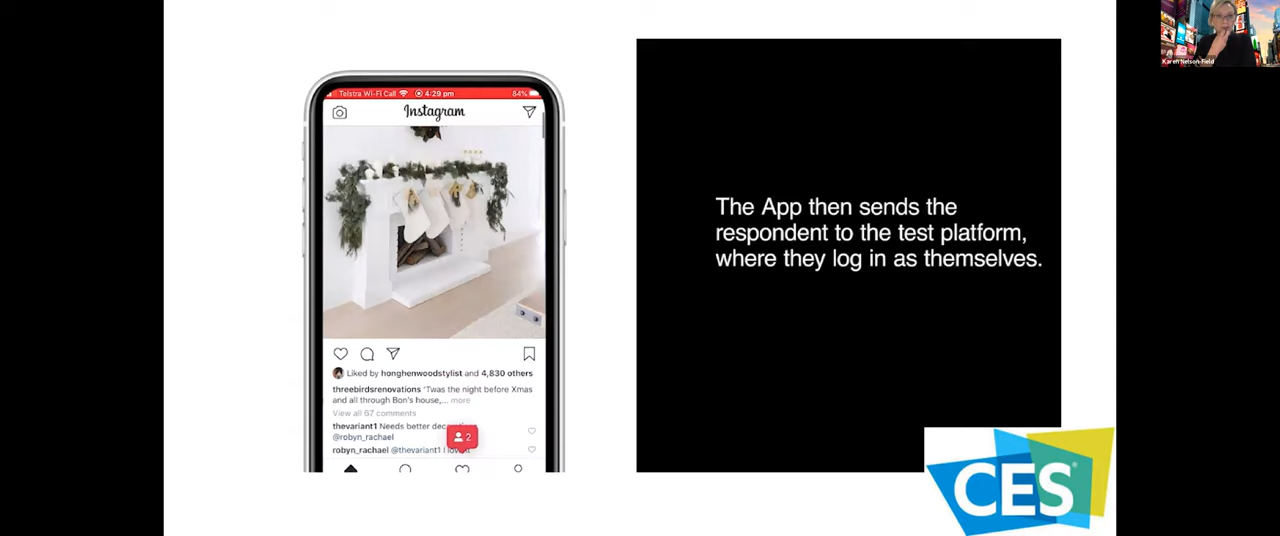 Telstra Wi-Fi Call 4:29 pm 84%
Instagram
Liked by honghenwoodstylist and 4,830 others
threebirdsrenovations 'Twas the night before Xmas
and all through Bon's house,... more
View all 67 comments
thevariant1 Needs better
@robyn_rachael
robyn_rachael @thevariant1 I
2
The App then sends the
respondent to the test platform,
where they log in as themselves.
CES®
Karen Nelson-Field